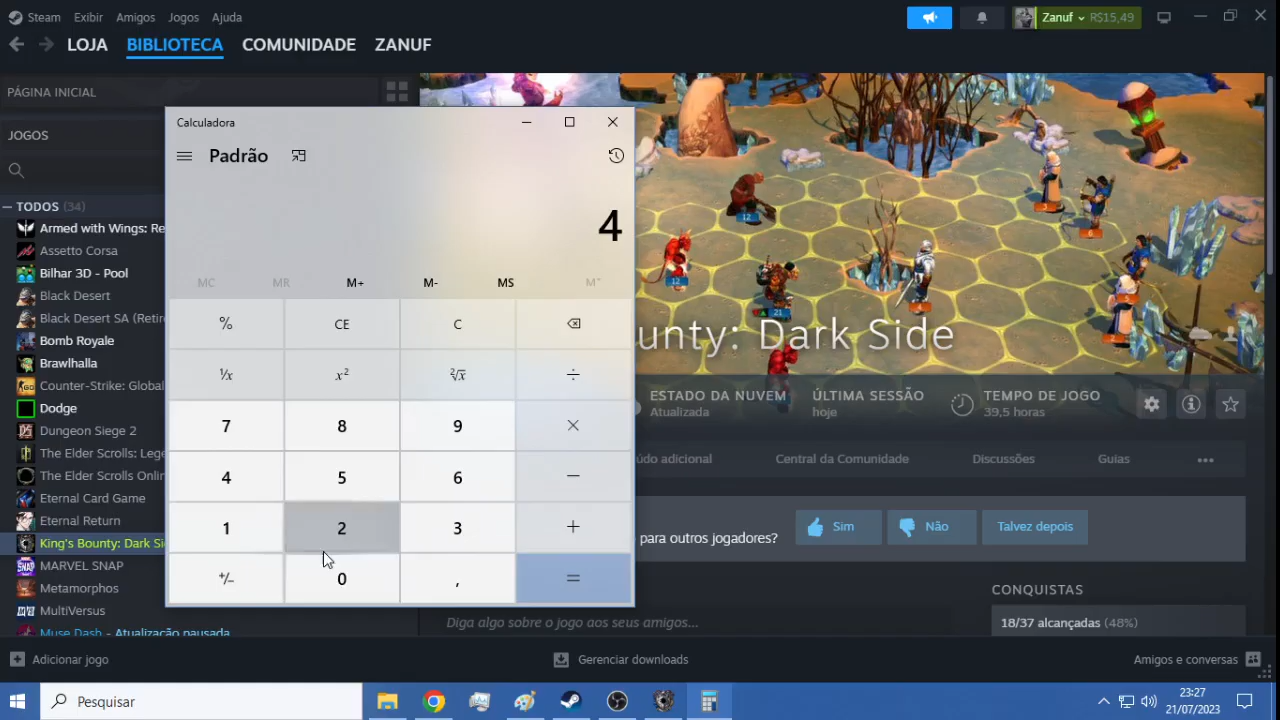 Steam Exibir Amigos Jogos Ajuda
Zanuf R$15,49
LOJA BIBLIOTECA COMUNIDADE ZANUF
PÁGINA INICIAL
JOGOS
TODOS (34)
Armed with Wings: Re
Assetto Corsa
Bilhar 3D - Pool
Black Desert
Black Desert SA (Retire
Bomb Royale
Brawlhalla
Counter-Strike: Global
Dodge
Dungeon Siege 2
The Elder Scrolls: Lege
The Elder Scrolls Onlin
Eternal Card Game
Eternal Return
King's Bounty: Dark Si
MARVEL SNAP
Metamorphos
MultiVersus
Muse Dash - Atualização pausada
Calculadora
Padrão
4
MC MR M+ M- MS M˅
% CE C
¹/x x² ²√x ÷
7 8 9 ×
4 5 6 −
1 2 3 +
+/− 0 , =
12
12
21
4
6
ounty: Dark Side
ESTADO DA NUVEM
Atualizada
ÚLTIMA SESSÃO
hoje
TEMPO DE JOGO
39,5 horas
údo adicional Central da Comunidade Discussões Guias
para outros jogadores? Sim Não Talvez depois
CONQUISTAS
18/37 alcançadas (48%)
Diga algo sobre o jogo aos seus amigos...
Adicionar jogo Gerenciar downloads Amigos e conversas
Pesquisar
23:27
21/07/2023